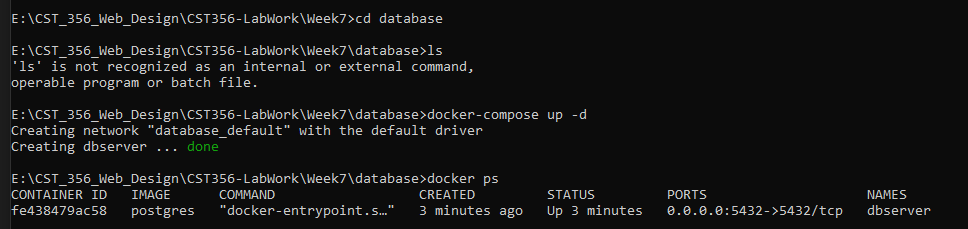 E:\CST_356_Web_Design\CST356-LabWork\Week7>cd database
E:\CST_356_Web_Design\CST356-LabWork\Week7\database>ls
'ls' is not recognized as an internal or external command,
operable program or batch file.
E:\CST_356_Web_Design\CST356-LabWork\Week7\database>docker-compose up -d
Creating network "database_default" with the default driver
Creating dbserver ... done
E:\CST_356_Web_Design\CST356-LabWork\Week7\database>docker ps
CONTAINER ID   IMAGE      COMMAND                  CREATED         STATUS         PORTS                    NAMES
fe438479ac58   postgres   "docker-entrypoint.s…"   3 minutes ago   Up 3 minutes   0.0.0.0:5432->5432/tcp   dbserver